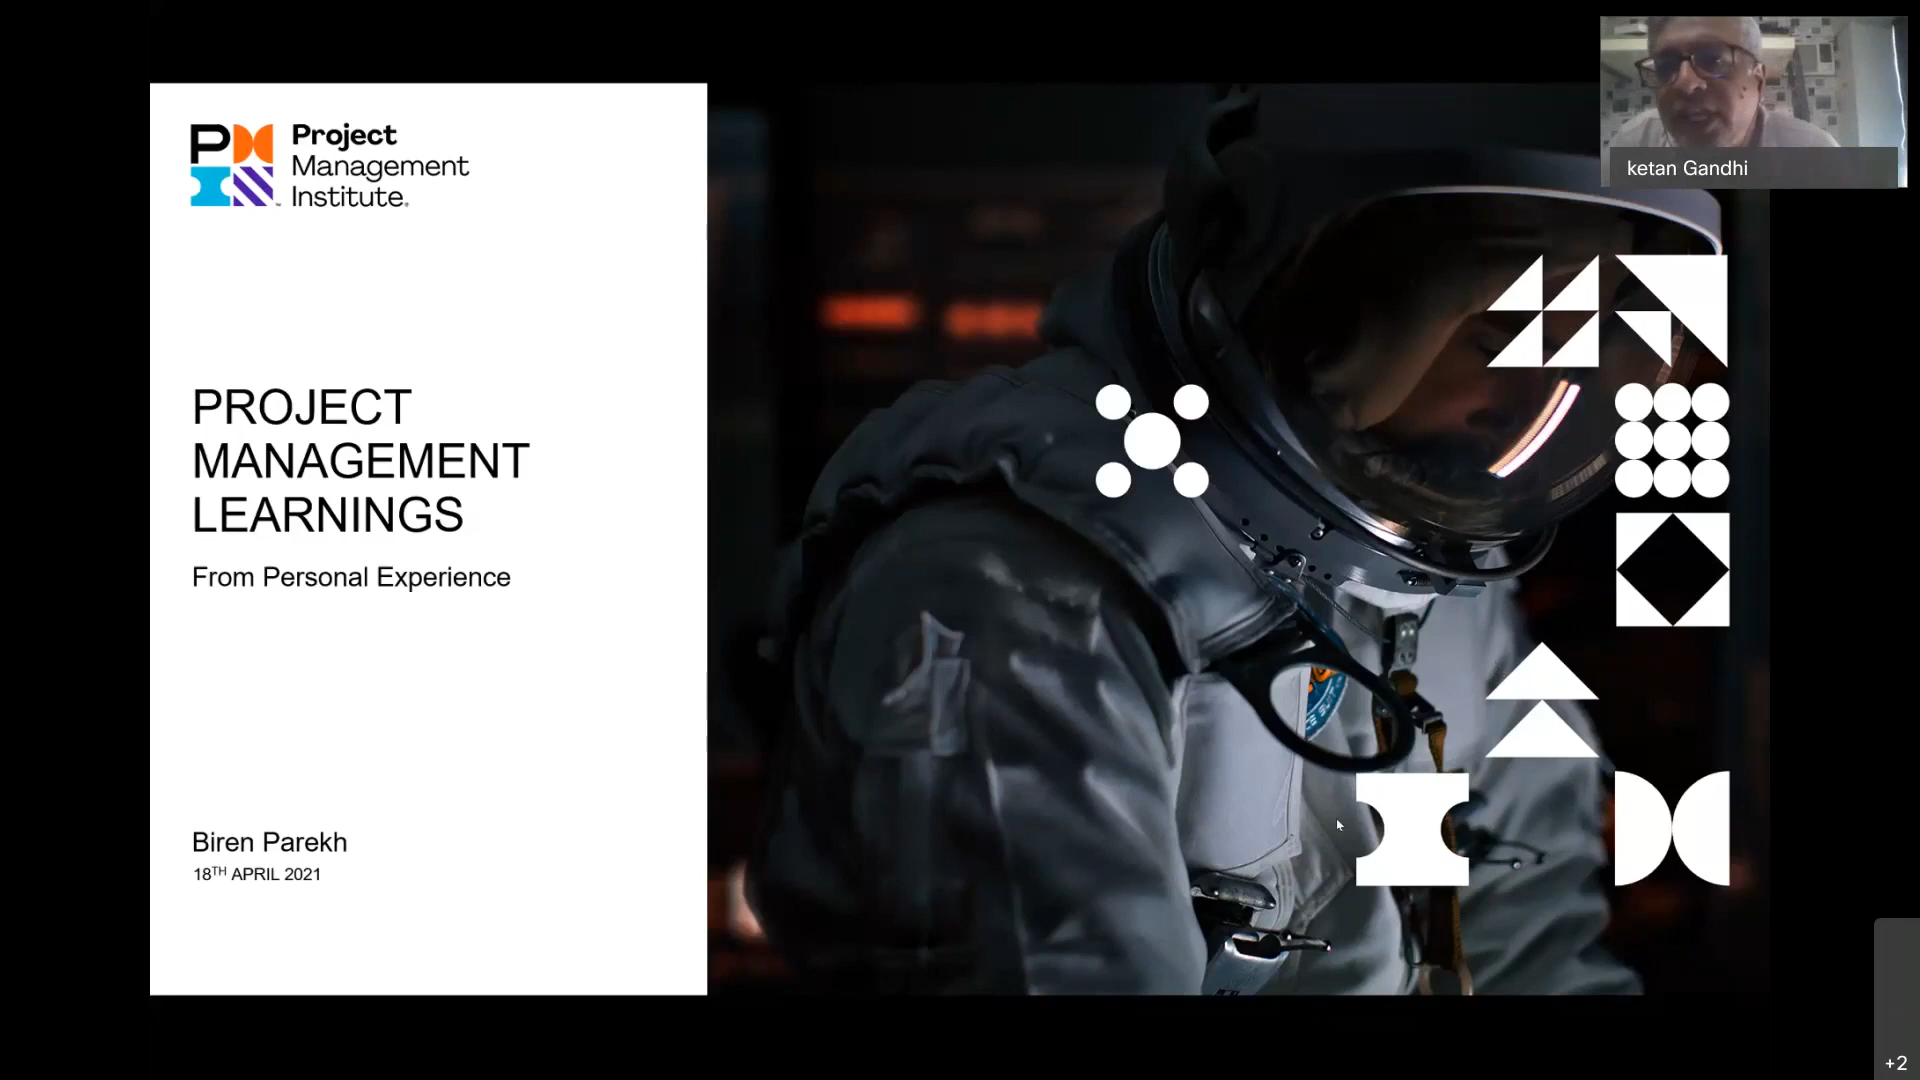 Project
Management
Institute.
PROJECT
MANAGEMENT
LEARNINGS
From Personal Experience
Biren Parekh
18TH APRIL 2021
ketan Gandhi
+2